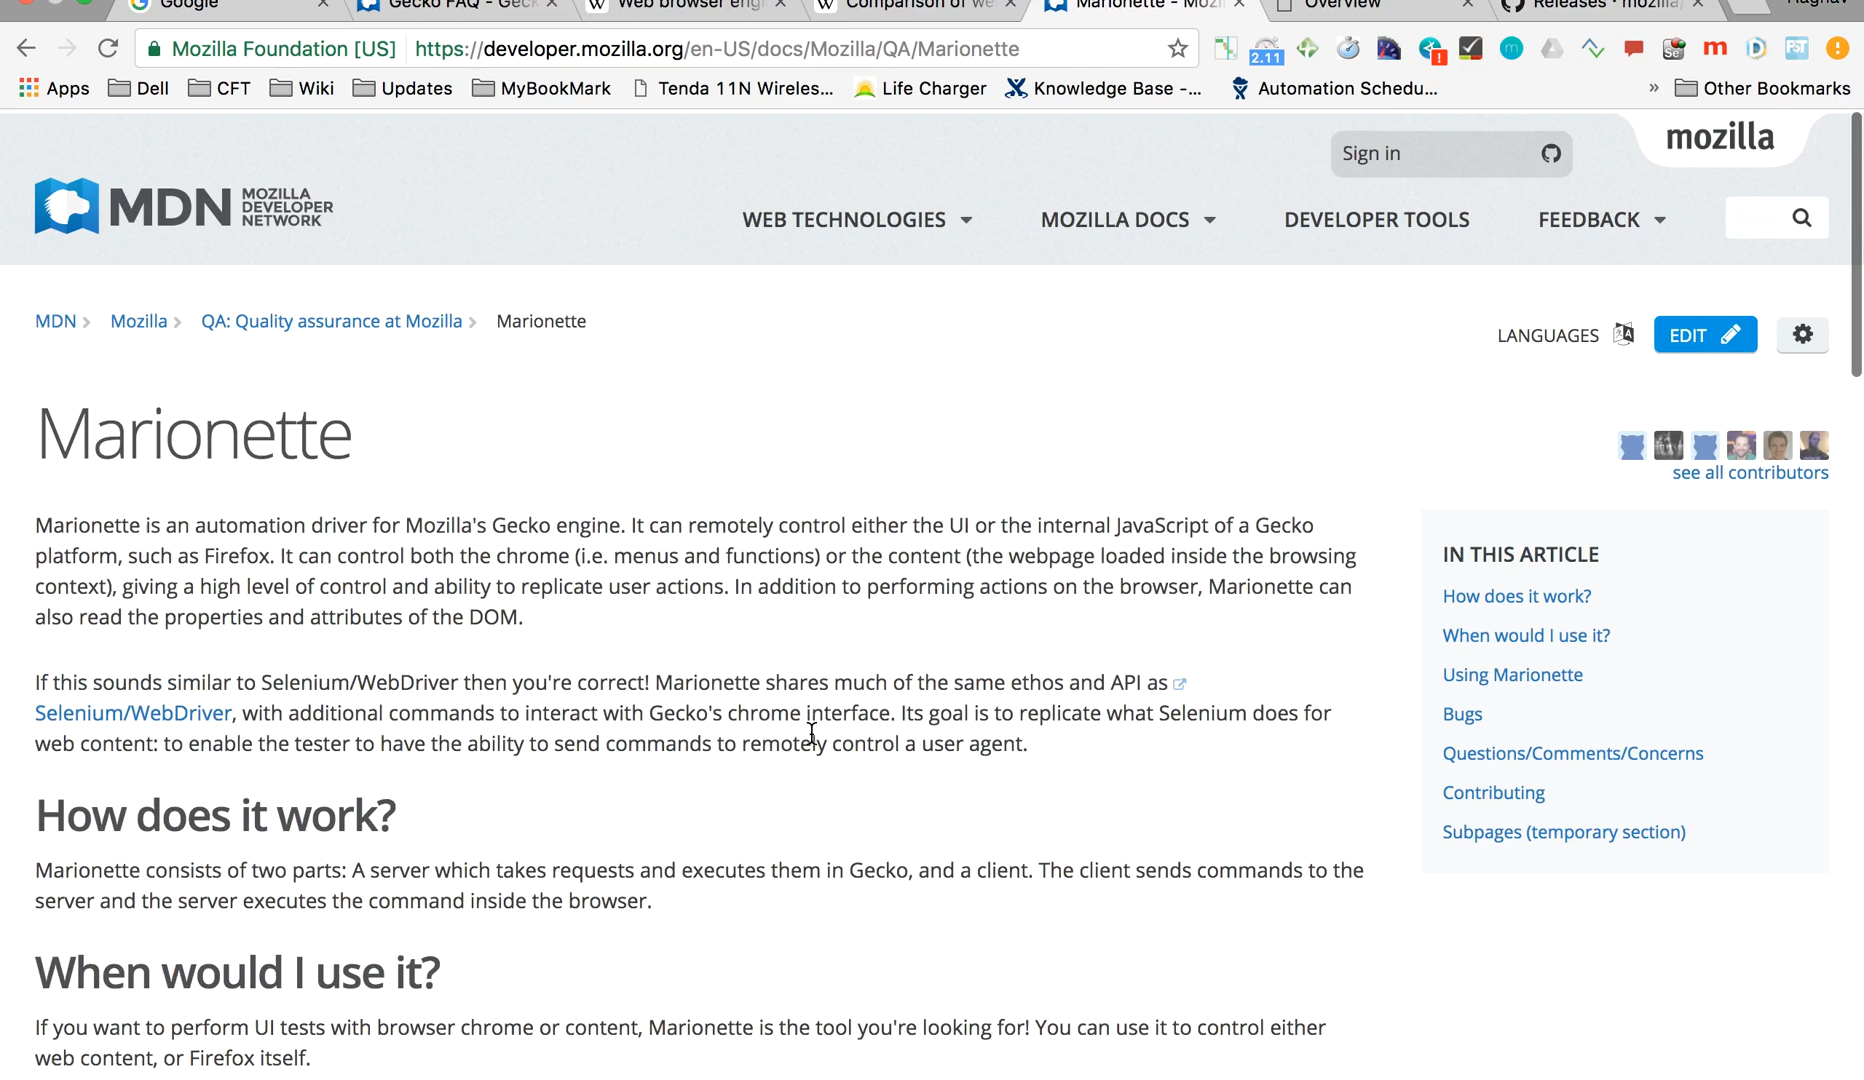 Google
Gecko FAQ - Geck
Web browser engi
Comparison of we
Marionette - Mozil
Overview
Releases · mozilla/
Raghav
Mozilla Foundation [US]
https://developer.mozilla.org/en-US/docs/Mozilla/QA/Marionette
2.11
Apps
Dell
CFT
Wiki
Updates
MyBookMark
Tenda 11N Wireles...
Life Charger
Knowledge Base -...
Automation Schedu...
»
Other Bookmarks
Sign in
mozilla
MDN
MOZILLA
DEVELOPER
NETWORK
WEB TECHNOLOGIES
MOZILLA DOCS
DEVELOPER TOOLS
FEEDBACK
MDN
Mozilla
QA: Quality assurance at Mozilla
Marionette
LANGUAGES
EDIT
Marionette
see all contributors
Marionette is an automation driver for Mozilla's Gecko engine. It can remotely control either the UI or the internal JavaScript of a Gecko
platform, such as Firefox. It can control both the chrome (i.e. menus and functions) or the content (the webpage loaded inside the browsing
context), giving a high level of control and ability to replicate user actions. In addition to performing actions on the browser, Marionette can
also read the properties and attributes of the DOM.
If this sounds similar to Selenium/WebDriver then you're correct! Marionette shares much of the same ethos and API as
Selenium/WebDriver, with additional commands to interact with Gecko's chrome interface. Its goal is to replicate what Selenium does for
web content: to enable the tester to have the ability to send commands to remotely control a user agent.
How does it work?
Marionette consists of two parts: A server which takes requests and executes them in Gecko, and a client. The client sends commands to the
server and the server executes the command inside the browser.
When would I use it?
If you want to perform UI tests with browser chrome or content, Marionette is the tool you're looking for! You can use it to control either
web content, or Firefox itself.
IN THIS ARTICLE
How does it work?
When would I use it?
Using Marionette
Bugs
Questions/Comments/Concerns
Contributing
Subpages (temporary section)